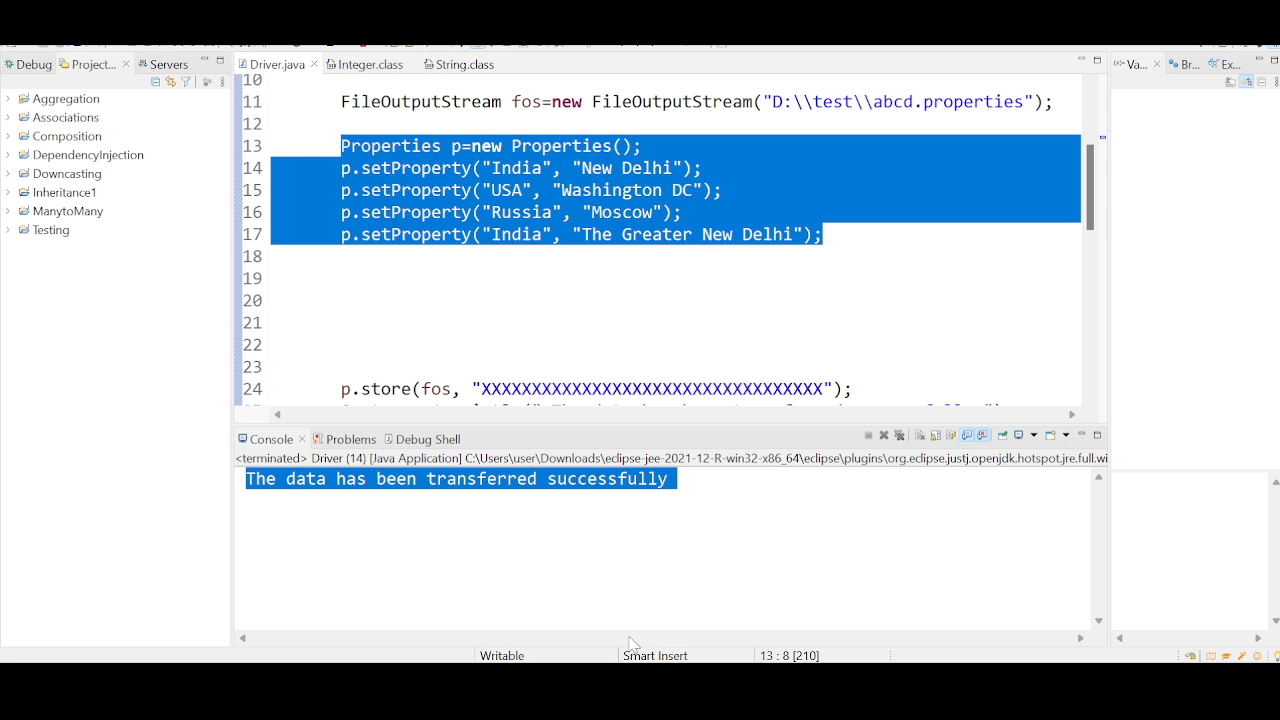 Debug Project... Servers
Aggregation
Associations
Composition
DependencyInjection
Downcasting
Inheritance1
ManytoMany
Testing
Driver.java Integer.class String.class
10
11 FileOutputStream fos=new FileOutputStream("D:\\test\\abcd.properties");
12
13 Properties p=new Properties();
14 p.setProperty("India", "New Delhi");
15 p.setProperty("USA", "Washington DC");
16 p.setProperty("Russia", "Moscow");
17 p.setProperty("India", "The Greater New Delhi");
18
19
20
21
22
23
24 p.store(fos, "XXXXXXXXXXXXXXXXXXXXXXXXXXXXXXXXXX");
Console Problems Debug Shell
<terminated> Driver (14) [Java Application] C:\Users\user\Downloads\eclipse-jee-2021-12-R-win32-x86_64\eclipse\plugins\org.eclipse.justj.openjdk.hotspot.jre.full.wi
The data has been transferred successfully
Va... Br... Ex...
Writable Smart Insert 13 : 8 [210]